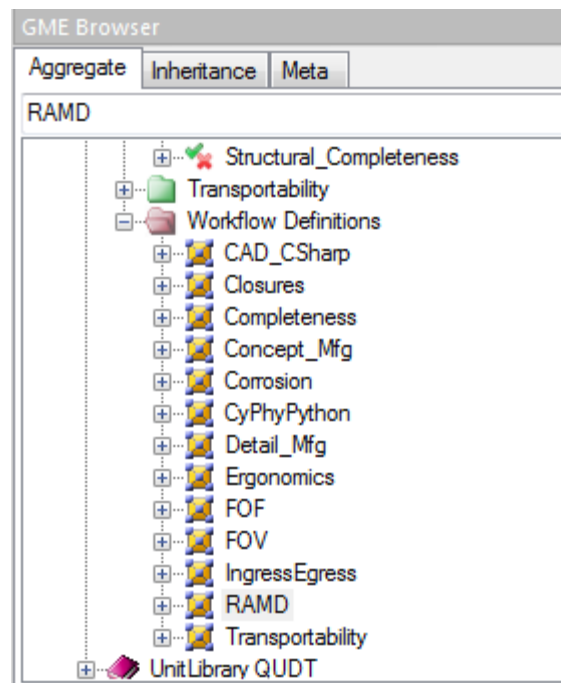 GME Browser
Aggregate Inheritance Meta
RAMD
Structural_Completeness
Transportability
Workflow Definitions
CAD_CSharp
Closures
Completeness
Concept_Mfg
Corrosion
CyPhyPython
Detail_Mfg
Ergonomics
FOF
FOV
IngressEgress
RAMD
Transportability
UnitLibrary QUDT